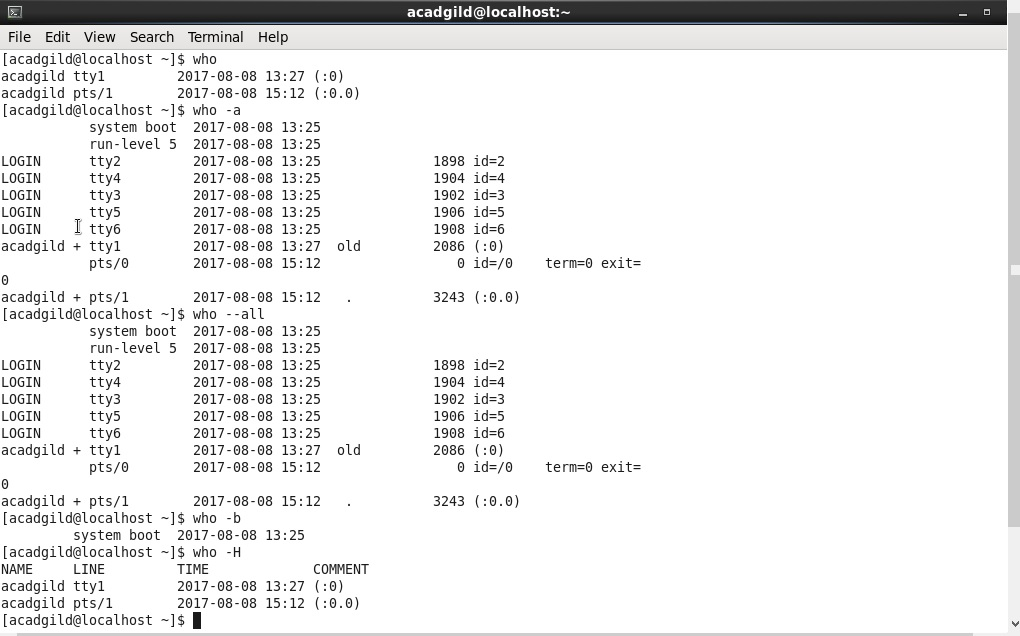 acadgild@localhost:~
File Edit View Search Terminal Help
[acadgild@localhost ~]$ who
acadgild tty1         2017-08-08 13:27 (:0)
acadgild pts/1        2017-08-08 15:12 (:0.0)
[acadgild@localhost ~]$ who -a
           system boot  2017-08-08 13:25
           run-level 5  2017-08-08 13:25
LOGIN      tty2         2017-08-08 13:25              1898 id=2
LOGIN      tty4         2017-08-08 13:25              1904 id=4
LOGIN      tty3         2017-08-08 13:25              1902 id=3
LOGIN      tty5         2017-08-08 13:25              1906 id=5
LOGIN      tty6         2017-08-08 13:25              1908 id=6
acadgild + tty1         2017-08-08 13:27  old         2086 (:0)
           pts/0        2017-08-08 15:12                 0 id=/0    term=0 exit=
0
acadgild + pts/1        2017-08-08 15:12   .          3243 (:0.0)
[acadgild@localhost ~]$ who --all
           system boot  2017-08-08 13:25
           run-level 5  2017-08-08 13:25
LOGIN      tty2         2017-08-08 13:25              1898 id=2
LOGIN      tty4         2017-08-08 13:25              1904 id=4
LOGIN      tty3         2017-08-08 13:25              1902 id=3
LOGIN      tty5         2017-08-08 13:25              1906 id=5
LOGIN      tty6         2017-08-08 13:25              1908 id=6
acadgild + tty1         2017-08-08 13:27  old         2086 (:0)
           pts/0        2017-08-08 15:12                 0 id=/0    term=0 exit=
0
acadgild + pts/1        2017-08-08 15:12   .          3243 (:0.0)
[acadgild@localhost ~]$ who -b
         system boot  2017-08-08 13:25
[acadgild@localhost ~]$ who -H
NAME     LINE         TIME             COMMENT
acadgild tty1         2017-08-08 13:27 (:0)
acadgild pts/1        2017-08-08 15:12 (:0.0)
[acadgild@localhost ~]$